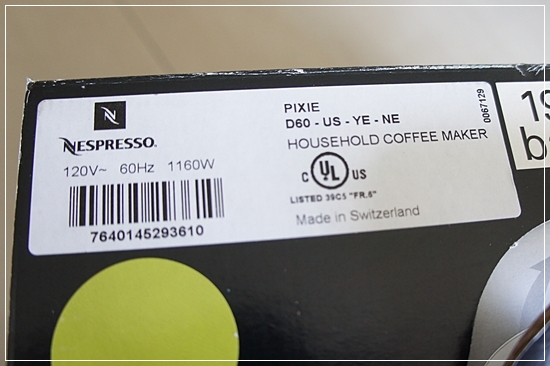 NESPRESSO.
120V~ 60Hz 1160W
7640145293610
PIXIE
D60 - US - YE - NE
HOUSEHOLD COFFEE MAKER
C UL US
LISTED 39C5 "FR.6"
Made in Switzerland
0067129